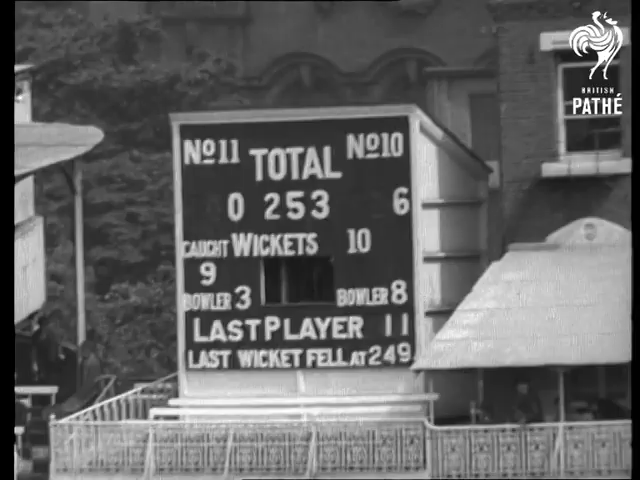 BRITISH
PATHÉ
No11 TOTAL No10
0 253 6
CAUGHT WICKETS 10
9
BOWLER 3 BOWLER 8
LAST PLAYER 11
LAST WICKET FELL AT 249